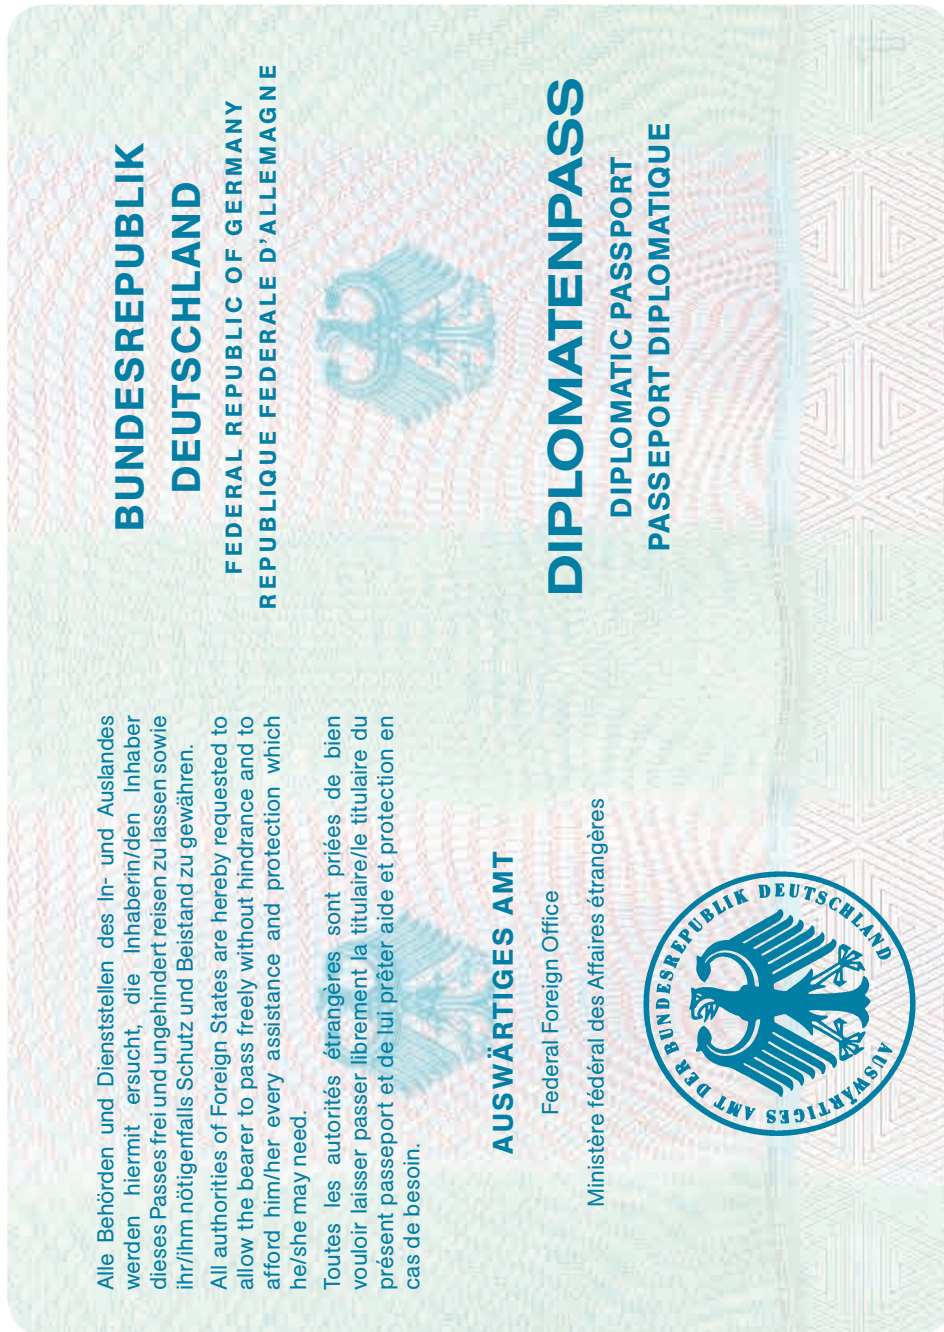 Alle Behörden und Dienststellen des In- und Auslandes
werden hiermit ersucht, die Inhaberin/den Inhaber
dieses Passes frei und ungehindert reisen zu lassen sowie
ihr/ihm nötigenfalls Schutz und Beistand zu gewähren.
All authorities of Foreign States are hereby requested to
allow the bearer to pass freely without hindrance and to
afford him/her every assistance and protection which
he/she may need.
Toutes les autorités étrangères sont priées de bien
vouloir laisser passer librement la titulaire/le titulaire du
présent passeport et de lui prêter aide et protection en
cas de besoin.
AUSWÄRTIGES AMT
Federal Foreign Office
Ministère fédéral des Affaires étrangères
AUSWÄRTIGES AMT DER BUNDESREPUBLIK DEUTSCHLAND
BUNDESREPUBLIK
DEUTSCHLAND
FEDERAL REPUBLIC OF GERMANY
REPUBLIQUE FEDERALE D'ALLEMAGNE
DIPLOMATENPASS
DIPLOMATIC PASSPORT
PASSEPORT DIPLOMATIQUE